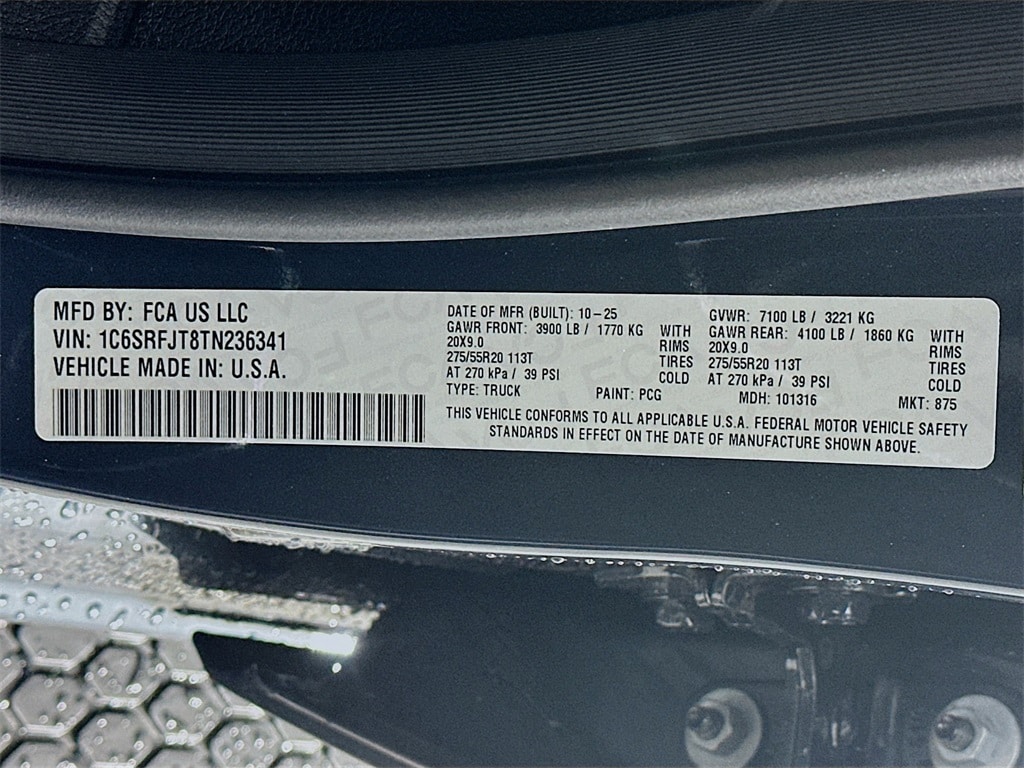 MFD BY: FCA US LLC
VIN: 1C6SRFJT8TN236341
VEHICLE MADE IN: U.S.A.
DATE OF MFR (BUILT): 10-25
GAWR FRONT: 3900 LB / 1770 KG WITH
20X9.0 RIMS
275/55R20 113T TIRES
AT 270 kPa / 39 PSI COLD
TYPE: TRUCK PAINT: PCG
GVWR: 7100 LB / 3221 KG
GAWR REAR: 4100 LB / 1860 KG WITH
20X9.0 RIMS
275/55R20 113T TIRES
AT 270 kPa / 39 PSI COLD
MDH: 101316 MKT: 875
THIS VEHICLE CONFORMS TO ALL APPLICABLE U.S.A. FEDERAL MOTOR VEHICLE SAFETY
STANDARDS IN EFFECT ON THE DATE OF MANUFACTURE SHOWN ABOVE.